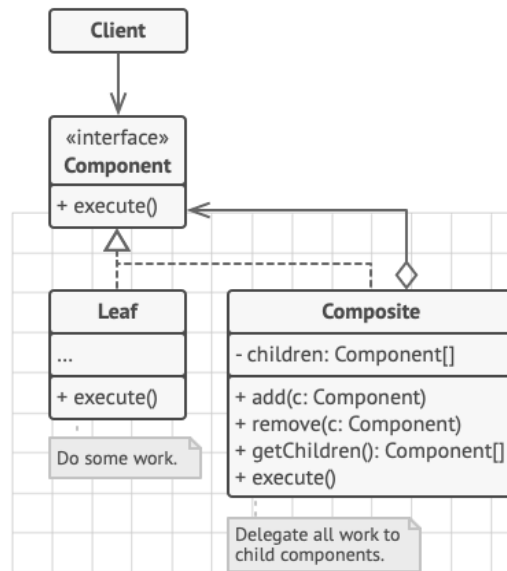 Client
«interface»
Component
+ execute()
Leaf
...
+ execute()
Do some work.
Composite
- children: Component[]
+ add(c: Component)
+ remove(c: Component)
+ getChildren(): Component[]
+ execute()
Delegate all work to
child components.